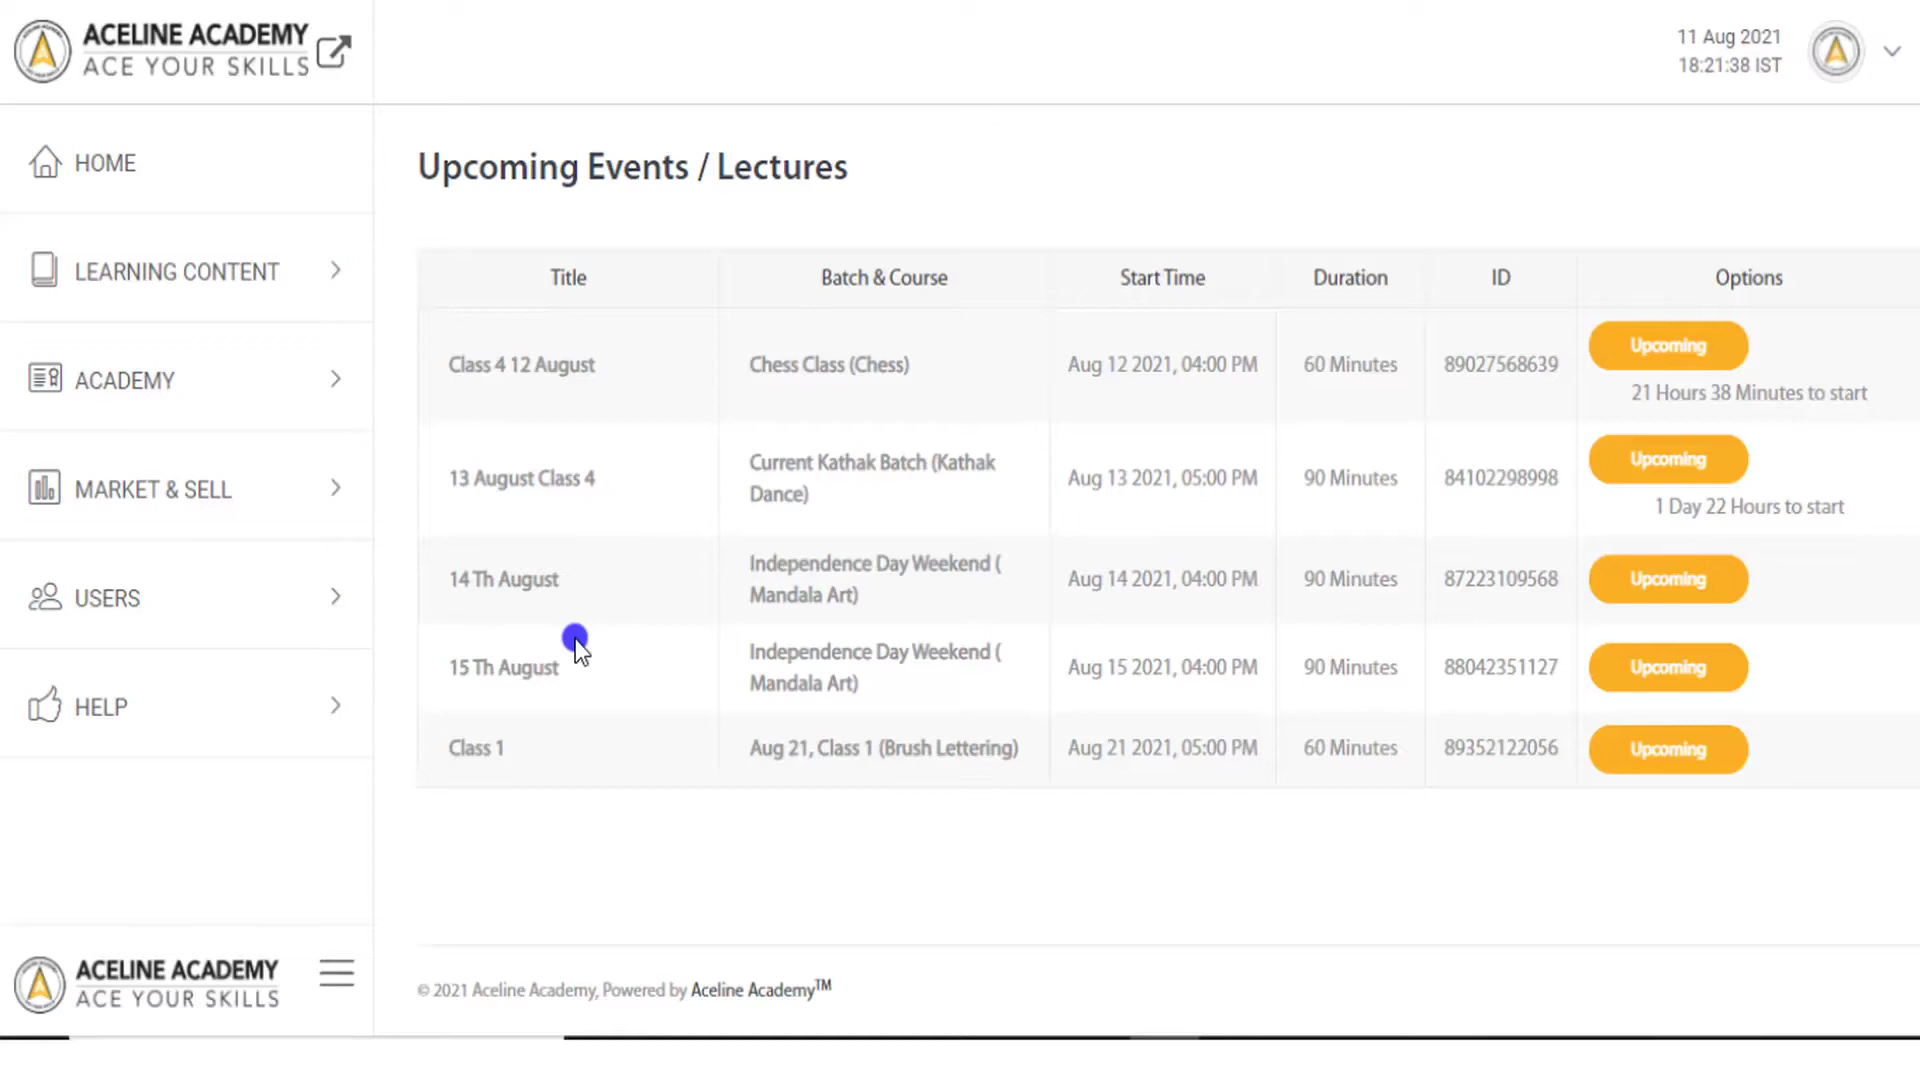 ACELINE ACADEMY
ACE YOUR SKILLS
11 Aug 2021
18:21:38 IST
HOME
LEARNING CONTENT
ACADEMY
MARKET & SELL
USERS
HELP
Upcoming Events / Lectures
Title Batch & Course Start Time Duration ID Options
Class 4 12 August Chess Class (Chess) Aug 12 2021, 04:00 PM 60 Minutes 89027568639 Upcoming
21 Hours 38 Minutes to start
13 August Class 4 Current Kathak Batch (Kathak
Dance) Aug 13 2021, 05:00 PM 90 Minutes 84102298998 Upcoming
1 Day 22 Hours to start
14 Th August Independence Day Weekend (
Mandala Art) Aug 14 2021, 04:00 PM 90 Minutes 87223109568 Upcoming
15 Th August Independence Day Weekend (
Mandala Art) Aug 15 2021, 04:00 PM 90 Minutes 88042351127 Upcoming
Class 1 Aug 21, Class 1 (Brush Lettering) Aug 21 2021, 05:00 PM 60 Minutes 89352122056 Upcoming
ACELINE ACADEMY
ACE YOUR SKILLS
© 2021 Aceline Academy, Powered by Aceline Academy™